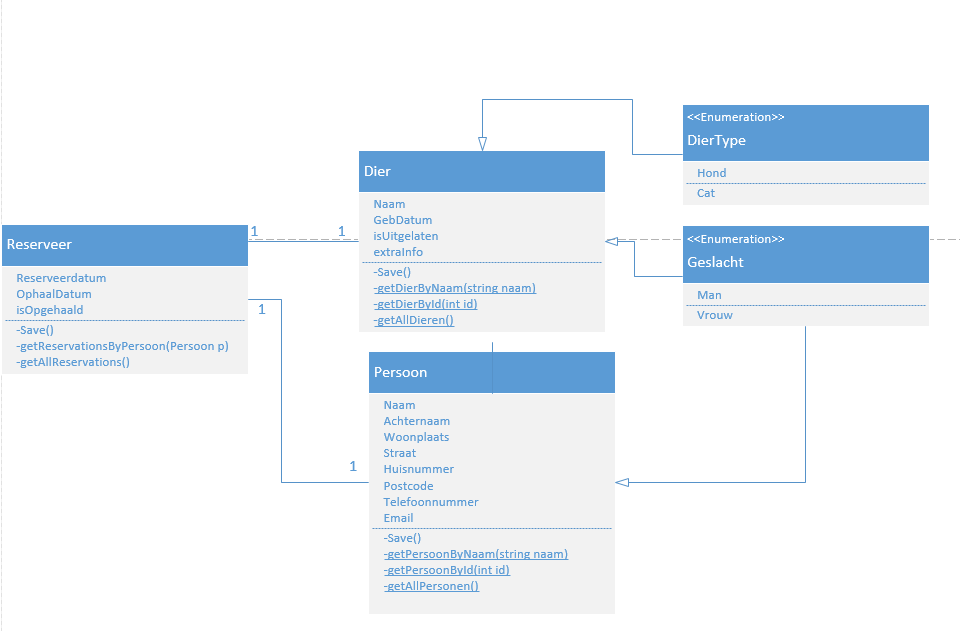 <<Enumeration>>
DierType
Hond
Cat
Dier
Naam
GebDatum
isUitgelaten
extraInfo
-Save()
-getDierByNaam(string naam)
-getDierById(int id)
-getAllDieren()
<<Enumeration>>
Geslacht
Man
Vrouw
1
1
Reserveer
Reserveerdatum
OphaalDatum
isOpgehaald
-Save()
-getReservationsByPersoon(Persoon p)
-getAllReservations()
1
1
Persoon
Naam
Achternaam
Woonplaats
Straat
Huisnummer
Postcode
Telefoonnummer
Email
-Save()
-getPersoonByNaam(string naam)
-getPersoonById(int id)
-getAllPersonen()